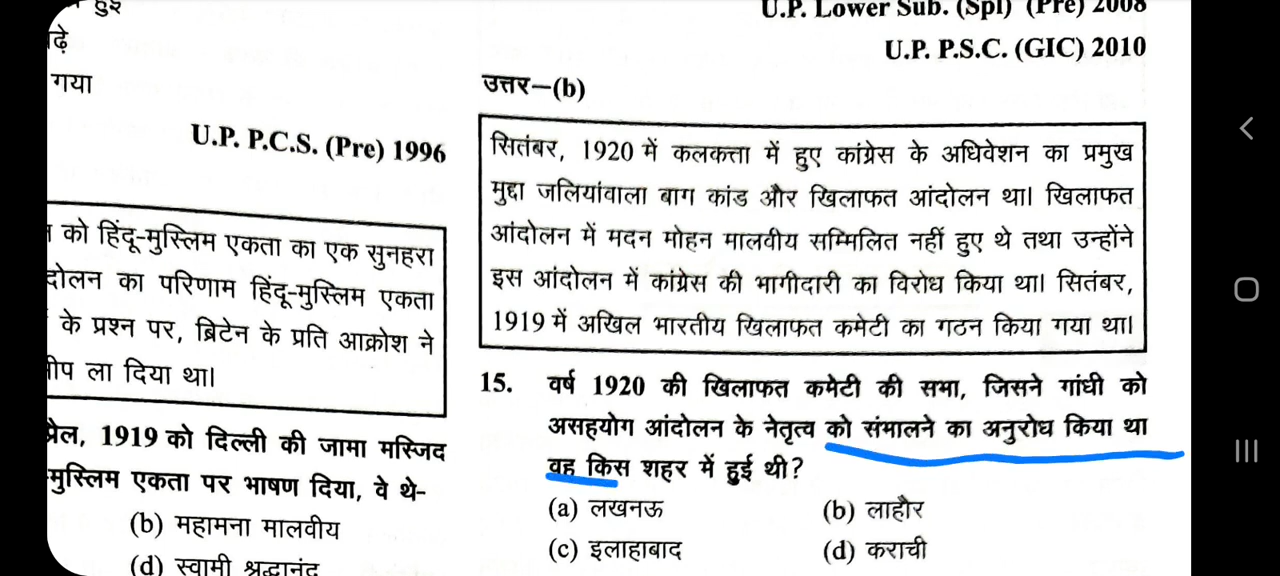 हुइ
बढ़े
गया
U.P. P.C.S. (Pre) 1996
को हिंदू-मुस्लिम एकता का एक सुनहरा
दोलन का परिणाम हिंदू-मुस्लिम एकता
के प्रश्न पर, ब्रिटेन के प्रति आक्रोश ने
ीप ला दिया था।
प्रैल, 1919 को दिल्ली की जामा मस्जिद
मुस्लिम एकता पर भाषण दिया, वे थे-
(b) महामना मालवीय
(d) स्वामी श्रद्धानंद
U.P. Lower Sub. (Spl) (Pre) 2008
U.P. P.S.C. (GIC) 2010
उत्तर—(b)
सितंबर, 1920 में कलकत्ता में हुए कांग्रेस के अधिवेशन का प्रमुख
मुद्दा जलियांवाला बाग कांड और खिलाफत आंदोलन था। खिलाफत
आंदोलन में मदन मोहन मालवीय सम्मिलित नहीं हुए थे तथा उन्होंने
इस आंदोलन में कांग्रेस की भागीदारी का विरोध किया था। सितंबर,
1919 में अखिल भारतीय खिलाफत कमेटी का गठन किया गया था।
15. वर्ष 1920 की खिलाफत कमेटी की सभा, जिसने गांधी को
असहयोग आंदोलन के नेतृत्व को संभालने का अनुरोध किया था
वह किस शहर में हुई थी?
(a) लखनऊ (b) लाहौर
(c) इलाहाबाद (d) कराची